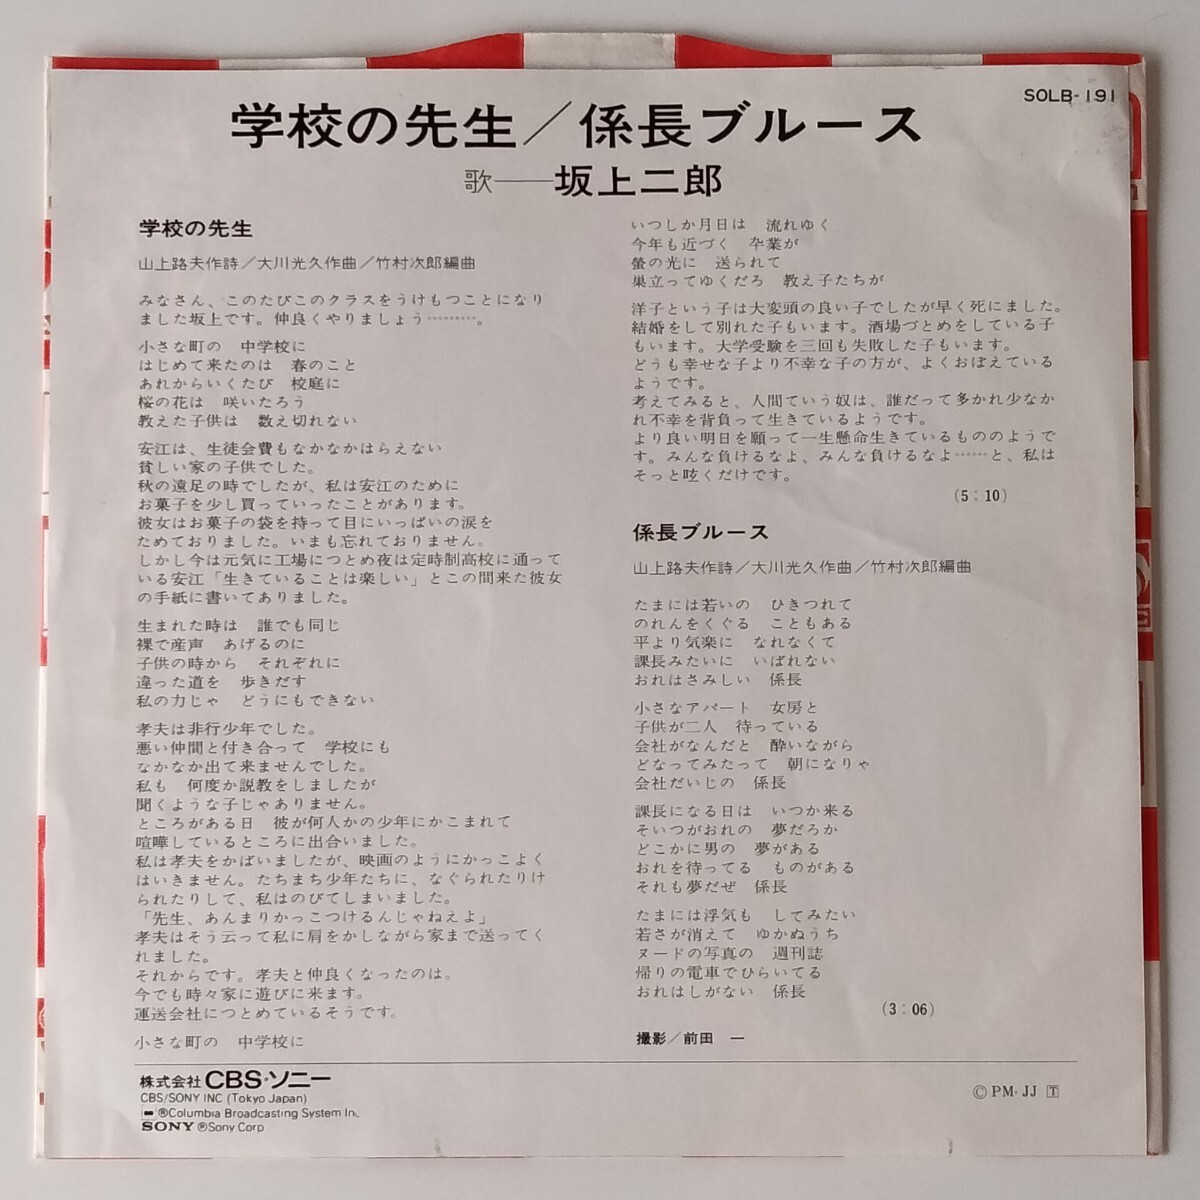 SOLB-191
学校の先生／係長ブルース
歌──坂上二郎
学校の先生
山上路夫作詩／大川光久作曲／竹村次郎編曲
みなさん、このたびこのクラスをうけもつことになり
ました坂上です。仲良くやりましょう………。
小さな町の　中学校に
はじめて来たのは　春のこと
あれからいくたび　校庭に
桜の花は　咲いたろう
教えた子供は　数え切れない
安江は、生徒会費もなかなかはらえない
貧しい家の子供でした。
秋の遠足の時でしたが、私は安江のために
お菓子を少し買っていったことがあります。
彼女はお菓子の袋を持って目にいっぱいの涙を
ためておりました。いまも忘れておりません。
しかし今は元気に工場につとめ夜は定時制高校に通って
いる安江「生きていることは楽しい」とこの間来た彼女
の手紙に書いてありました。
生まれた時は　誰でも同じ
裸で産声　あげるのに
子供の時から　それぞれに
違った道を　歩きだす
私の力じゃ　どうにもできない
孝夫は非行少年でした。
悪い仲間と付き合って　学校にも
なかなか出て来ませんでした。
私も　何度か説教をしましたが
聞くような子じゃありません。
ところがある日　彼が何人かの少年にかこまれて
喧嘩しているところに出合いました。
私は孝夫をかばいましたが、映画のようにかっこよく
はいきません。たちまち少年たちに、なぐられたりけ
られたりして、私はのびてしまいました。
「先生、あんまりかっこつけるんじゃねえよ」
孝夫はそう云って私に肩をかしながら家まで送ってく
れました。
それからです。孝夫と仲良くなったのは。
今でも時々家に遊びに来ます。
運送会社につとめているそうです。
小さな町の　中学校に
いつしか月日は　流れゆく
今年も近づく　卒業が
螢の光に　送られて
巣立ってゆくだろ　教え子たちが
洋子という子は大変頭の良い子でしたが早く死にました。
結婚をして別れた子もいます。酒場づとめをしている子
もいます。大学受験を三回も失敗した子もいます。
どうも幸せな子より不幸な子の方が、よくおぼえている
ようです。
考えてみると、人間ていう奴は、誰だって多かれ少なか
れ不幸を背負って生きているようです。
より良い明日を願って一生懸命生きているもののようで
す。みんな負けるなよ、みんな負けるなよ……と、私は
そっと呟くだけです。
(5：10)
係長ブルース
山上路夫作詩／大川光久作曲／竹村次郎編曲
たまには若いの　ひきつれて
のれんをくぐる　こともある
平より気楽に　なれなくて
課長みたいに　いばれない
おれはさみしい　係長
小さなアパート　女房と
子供が二人　待っている
会社がなんだと　酔いながら
どなってみたって　朝になりゃ
会社だいじの　係長
課長になる日は　いつか来る
そいつがおれの　夢だろか
どこかに男の　夢がある
おれを待ってる　ものがある
それも夢だぜ　係長
たまには浮気も　してみたい
若さが消えて　ゆかぬうち
ヌードの写真の　週刊誌
帰りの電車でひらいてる
おれはしがない　係長
(3：06)
撮影／前田　一
株式会社 CBS・ソニー
CBS/SONY INC (Tokyo Japan)
®Columbia Broadcasting System Inc.
SONY ®Sony Corp
© PM・JJ T